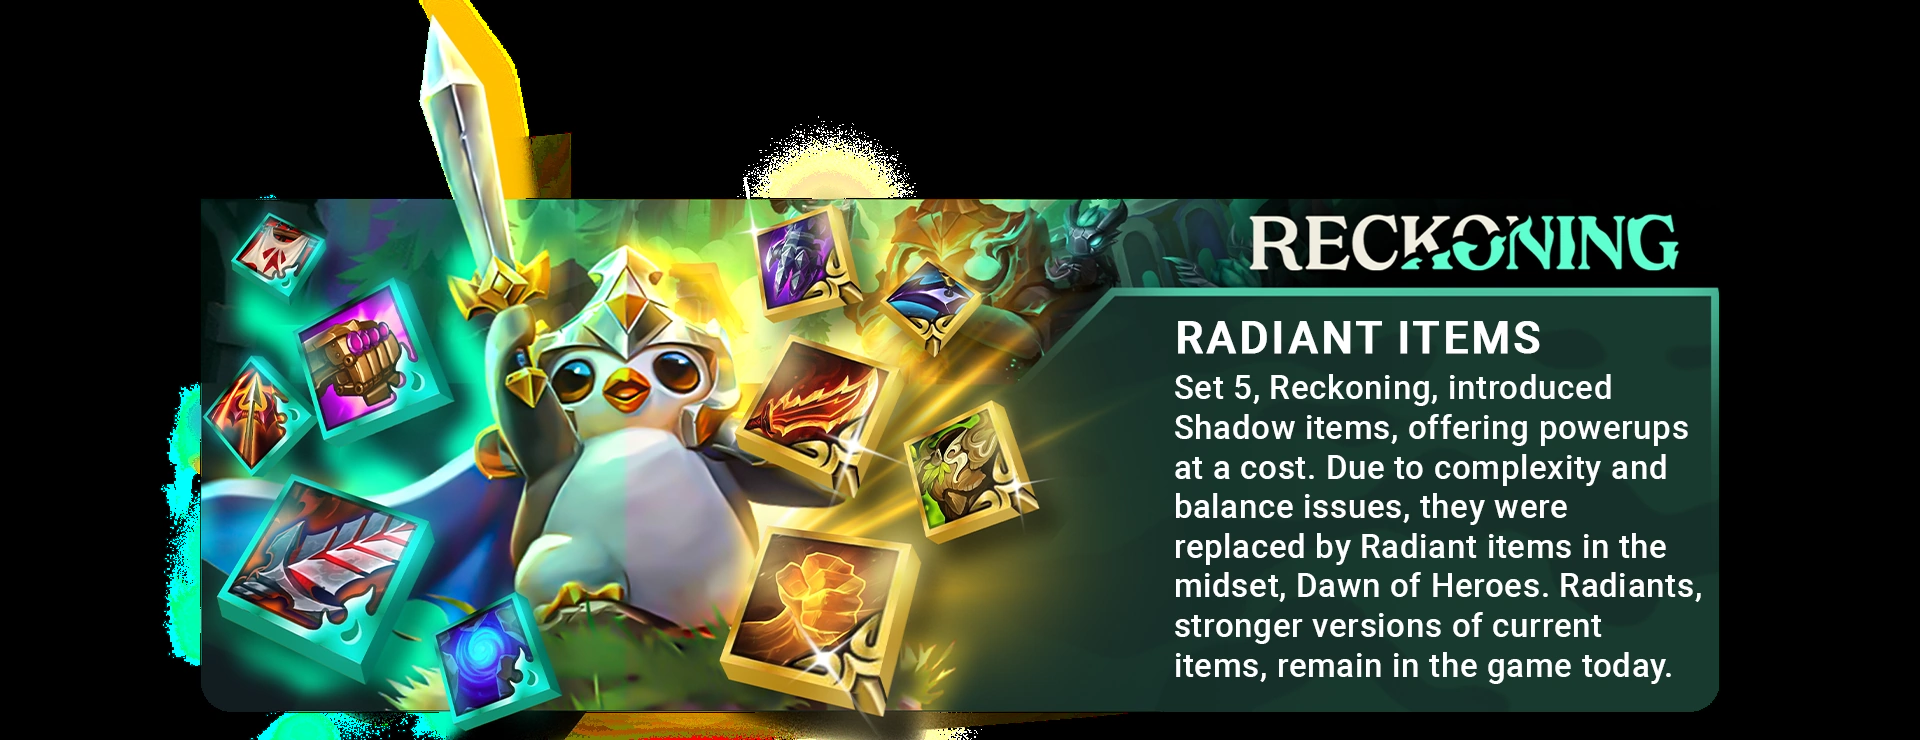 RECKONING
RADIANT ITEMS
Set 5, Reckoning, introduced
Shadow items, offering powerups
at a cost. Due to complexity and
balance issues, they were
replaced by Radiant items in the
midset, Dawn of Heroes. Radiants,
stronger versions of current
items, remain in the game today.